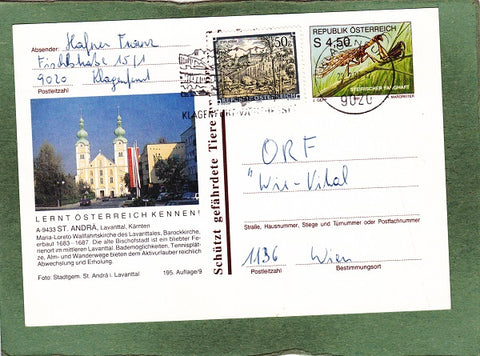 Absender: Hafner Franz
Fischlstraße 15/1
9020 Klagenfurt
Postleitzahl
50
REPUBLIK ÖSTERREICH
REPUBLIK ÖSTERREICH
S 4,50
STEIRISCHER FANGHAFT
9020
KLAGENFURT
Schützt gefährdete Tiere
LERNT ÖSTERREICH KENNEN!
A-9433 ST. ANDRÄ, Lavanttal, Kärnten
Maria-Loreto Wallfahrtskirche des Lavanttales, Barockkirche,
erbaut 1683 - 1687. Die alte Bischofstadt ist ein beliebter Fe-
rienort im mittleren Lavanttal. Bademöglichkeiten, Tennisplät-
ze, Alm- und Wanderwege bieten dem Aktivurlauber reichlich
Abwechslung und Erholung.
Foto: Stadtgem. St. Andrä i. Lavanttal 195. Auflage/9
ORF
"Wir-Vital
Straße, Hausnummer, Stiege und Türnummer oder Postfachnummer
1136 Wien
Postleitzahl Bestimmungsort